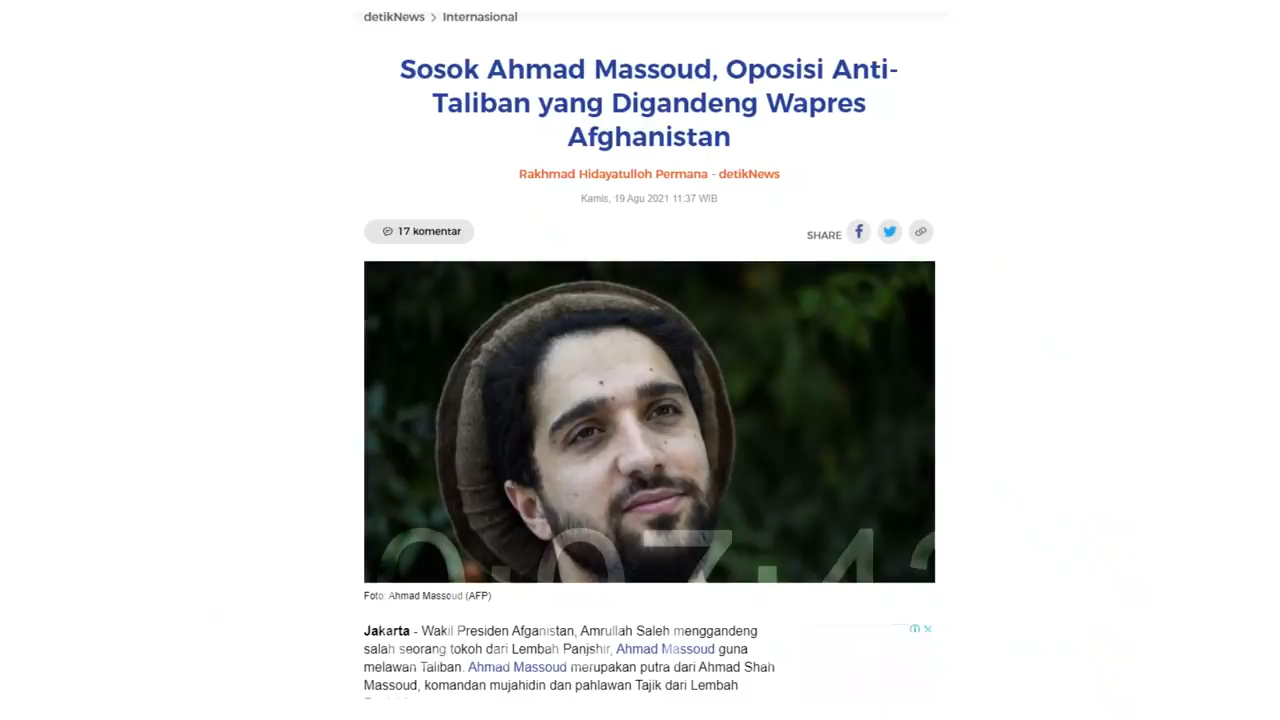 detikNews > Internasional
Sosok Ahmad Massoud, Oposisi Anti-
Taliban yang Digandeng Wapres
Afghanistan
Rakhmad Hidayatulloh Permana - detikNews
Kamis, 19 Agu 2021 11:37 WIB
17 komentar
SHARE
Foto: Ahmad Massoud (AFP)
Jakarta - Wakil Presiden Afganistan, Amrullah Saleh menggandeng
salah seorang tokoh dari Lembah Panjshir, Ahmad Massoud guna
melawan Taliban. Ahmad Massoud merupakan putra dari Ahmad Shah
Massoud, komandan mujahidin dan pahlawan Tajik dari Lembah